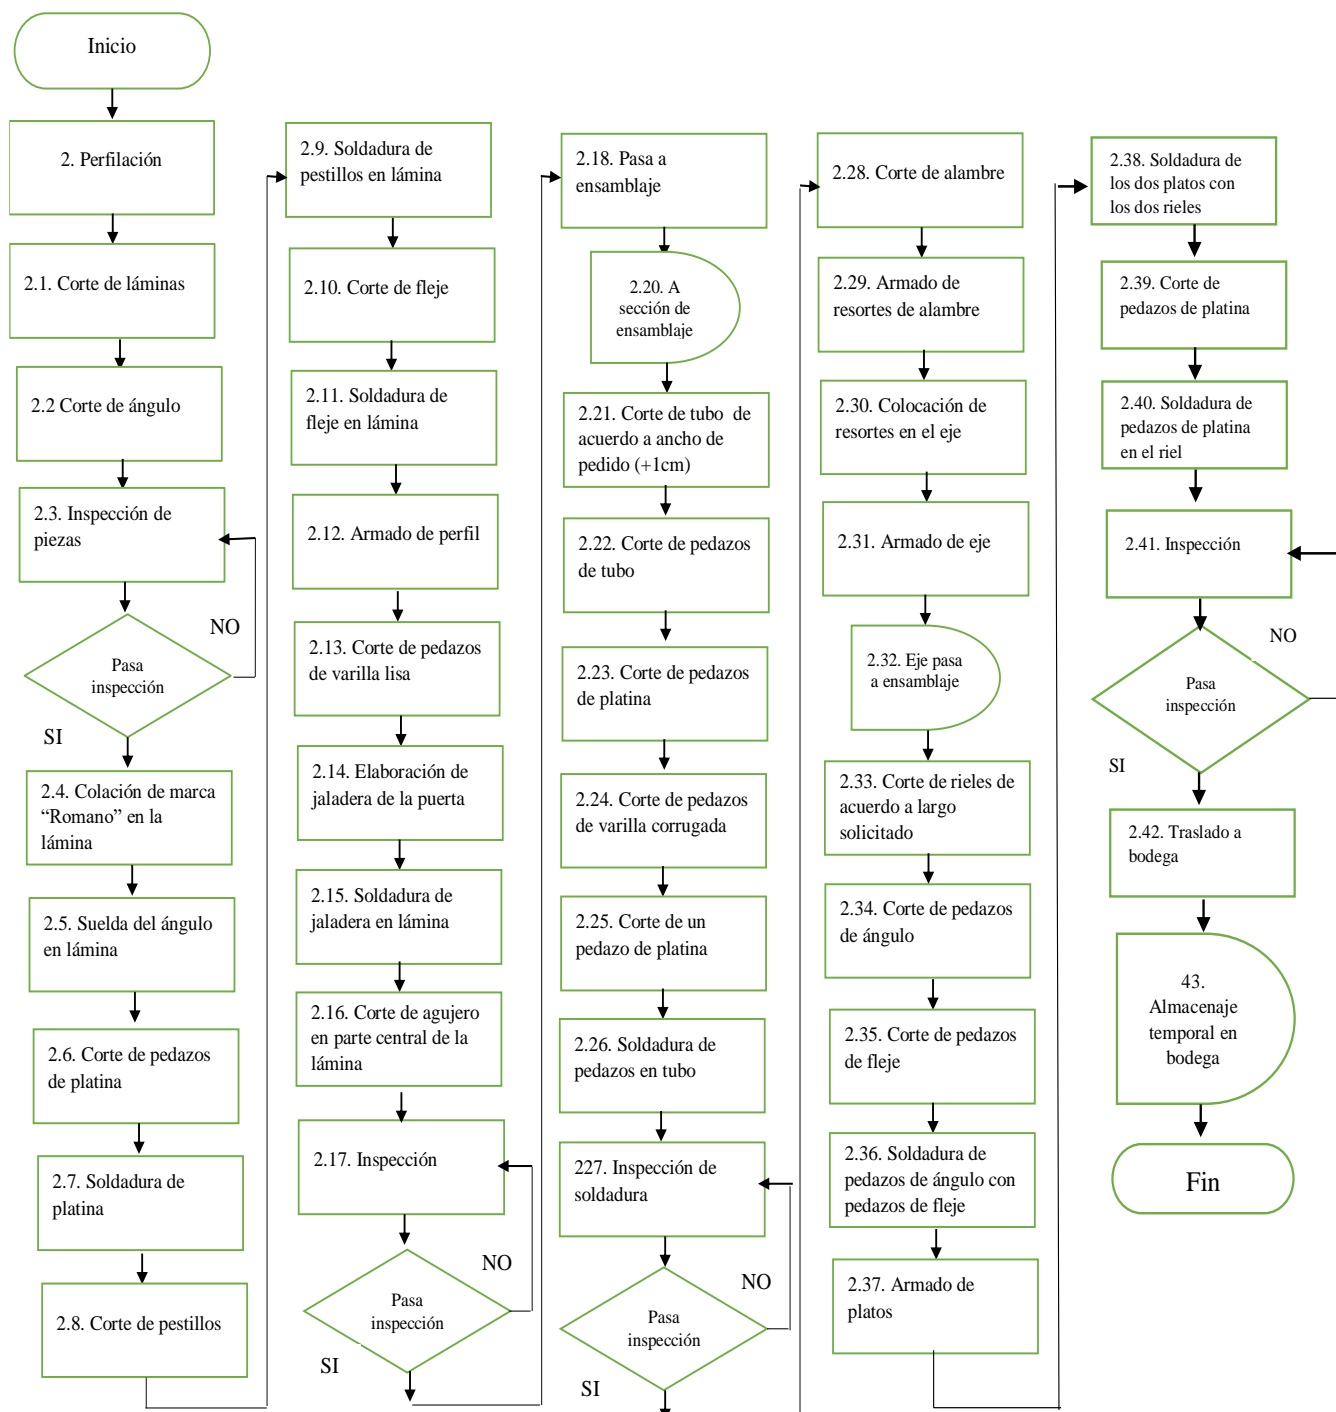 Inicio
2. Perfilación
2.1. Corte de láminas
2.2 Corte de ángulo
2.3. Inspección de
piezas
NO
Pasa
inspección
SI
2.4. Colación de marca
“Romano” en la
lámina
2.5. Suelda del ángulo
en lámina
2.6. Corte de pedazos
de platina
2.7. Soldadura de
platina
2.8. Corte de pestillos
2.9. Soldadura de
pestillos en lámina
2.10. Corte de fleje
2.11. Soldadura de
fleje en lámina
2.12. Armado de perfil
2.13. Corte de pedazos
de varilla lisa
2.14. Elaboración de
jaladera de la puerta
2.15. Soldadura de
jaladera en lámina
2.16. Corte de agujero
en parte central de la
lámina
2.17. Inspección
NO
Pasa
inspección
SI
2.18. Pasa a
ensamblaje
2.20. A
sección de
ensamblaje
2.21. Corte de tubo de
acuerdo a ancho de
pedido (+1cm)
2.22. Corte de pedazos
de tubo
2.23. Corte de pedazos
de platina
2.24. Corte de pedazos
de varilla corrugada
2.25. Corte de un
pedazo de platina
2.26. Soldadura de
pedazos en tubo
227. Inspección de
soldadura
NO
Pasa
inspección
SI
2.28. Corte de alambre
2.29. Armado de
resortes de alambre
2.30. Colocación de
resortes en el eje
2.31. Armado de eje
2.32. Eje pasa
a ensamblaje
2.33. Corte de rieles de
acuerdo a largo
solicitado
2.34. Corte de pedazos
de ángulo
2.35. Corte de pedazos
de fleje
2.36. Soldadura de
pedazos de ángulo con
pedazos de fleje
2.37. Armado de
platos
2.38. Soldadura de
los dos platos con
los dos rieles
2.39. Corte de
pedazos de platina
2.40. Soldadura de
pedazos de platina
en el riel
2.41. Inspección
NO
Pasa
inspección
SI
2.42. Traslado a
bodega
43.
Almacenaje
temporal en
bodega
Fin